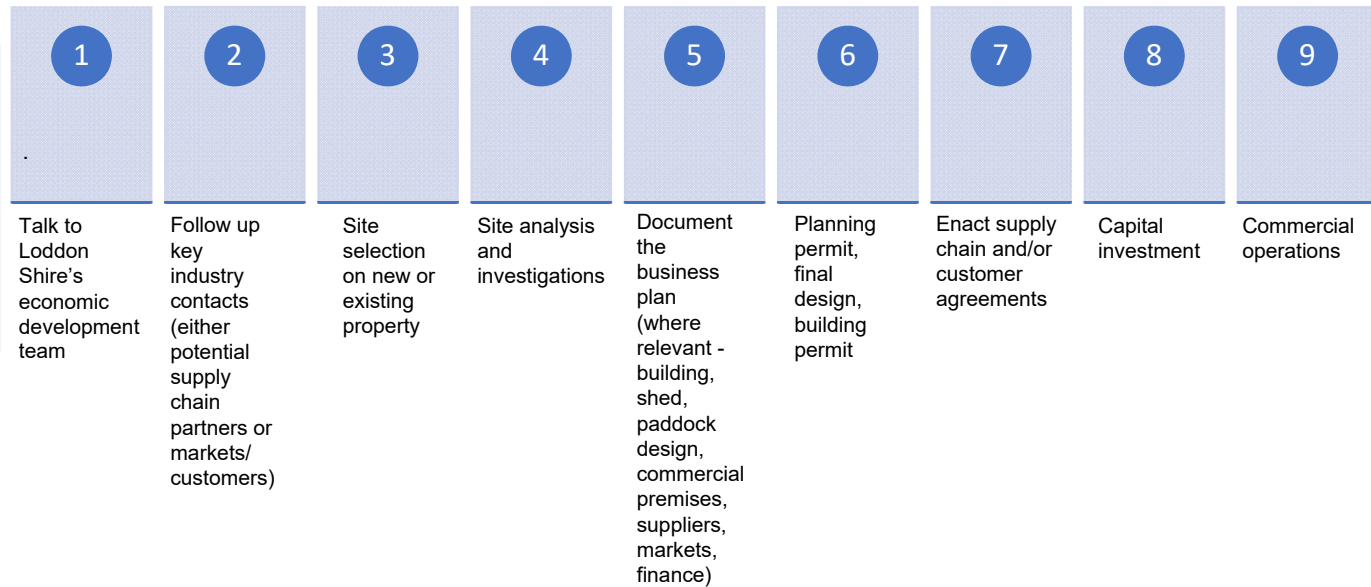 1
2
3
4
5
6
7
8
9
.
Talk to
Loddon
Shire’s
economic
development
team
Follow up
key
industry
contacts
(either
potential
supply
chain
partners or
markets/
customers)
Site
selection
on new or
existing
property
Site analysis
and
investigations
Document
the
business
plan
(where
relevant -
building,
shed,
paddock
design,
commercial
premises,
suppliers,
markets,
finance)
Planning
permit,
final
design,
building
permit
Enact supply
chain and/or
customer
agreements
Capital
investment
Commercial
operations